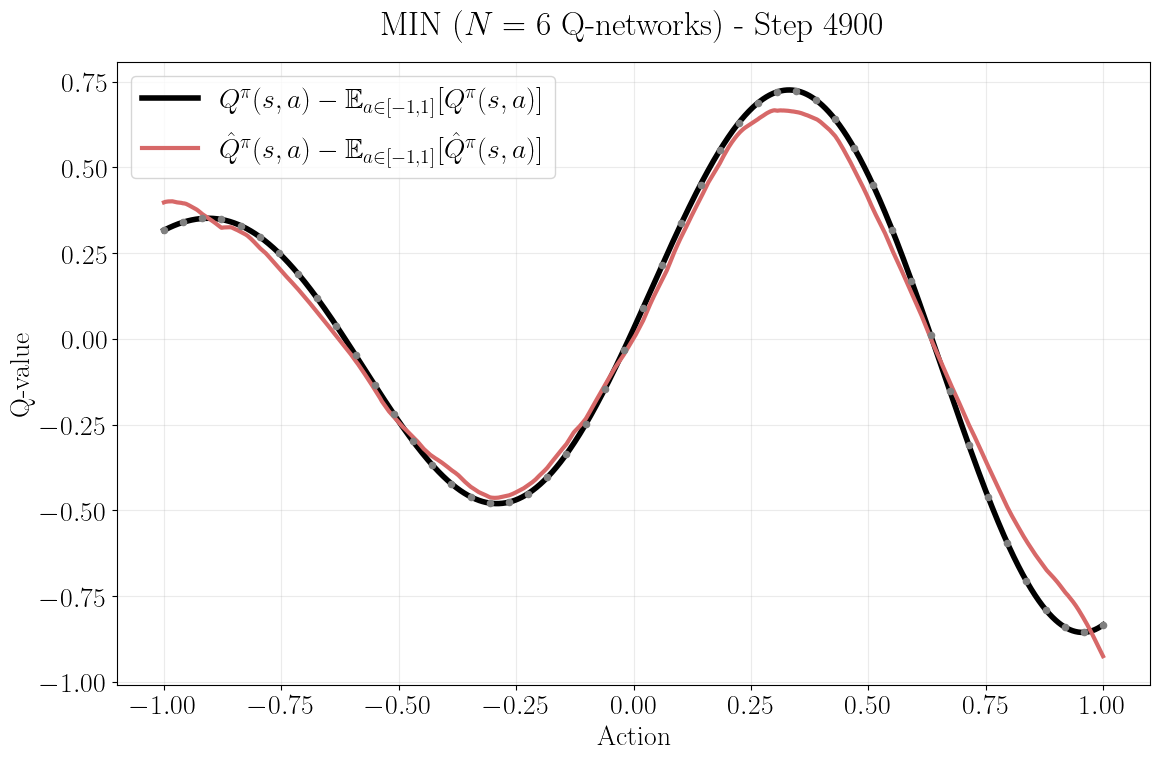 MIN (N = 6 Q-networks) - Step 4900
Q^π(s, a) − 𝔼_{a∈[−1,1]}[Q^π(s, a)]
Q̂^π(s, a) − 𝔼_{a∈[−1,1]}[Q̂^π(s, a)]
Q-value
0.75
0.50
0.25
0.00
−0.25
−0.50
−0.75
−1.00
−1.00 −0.75 −0.50 −0.25 0.00 0.25 0.50 0.75 1.00
Action